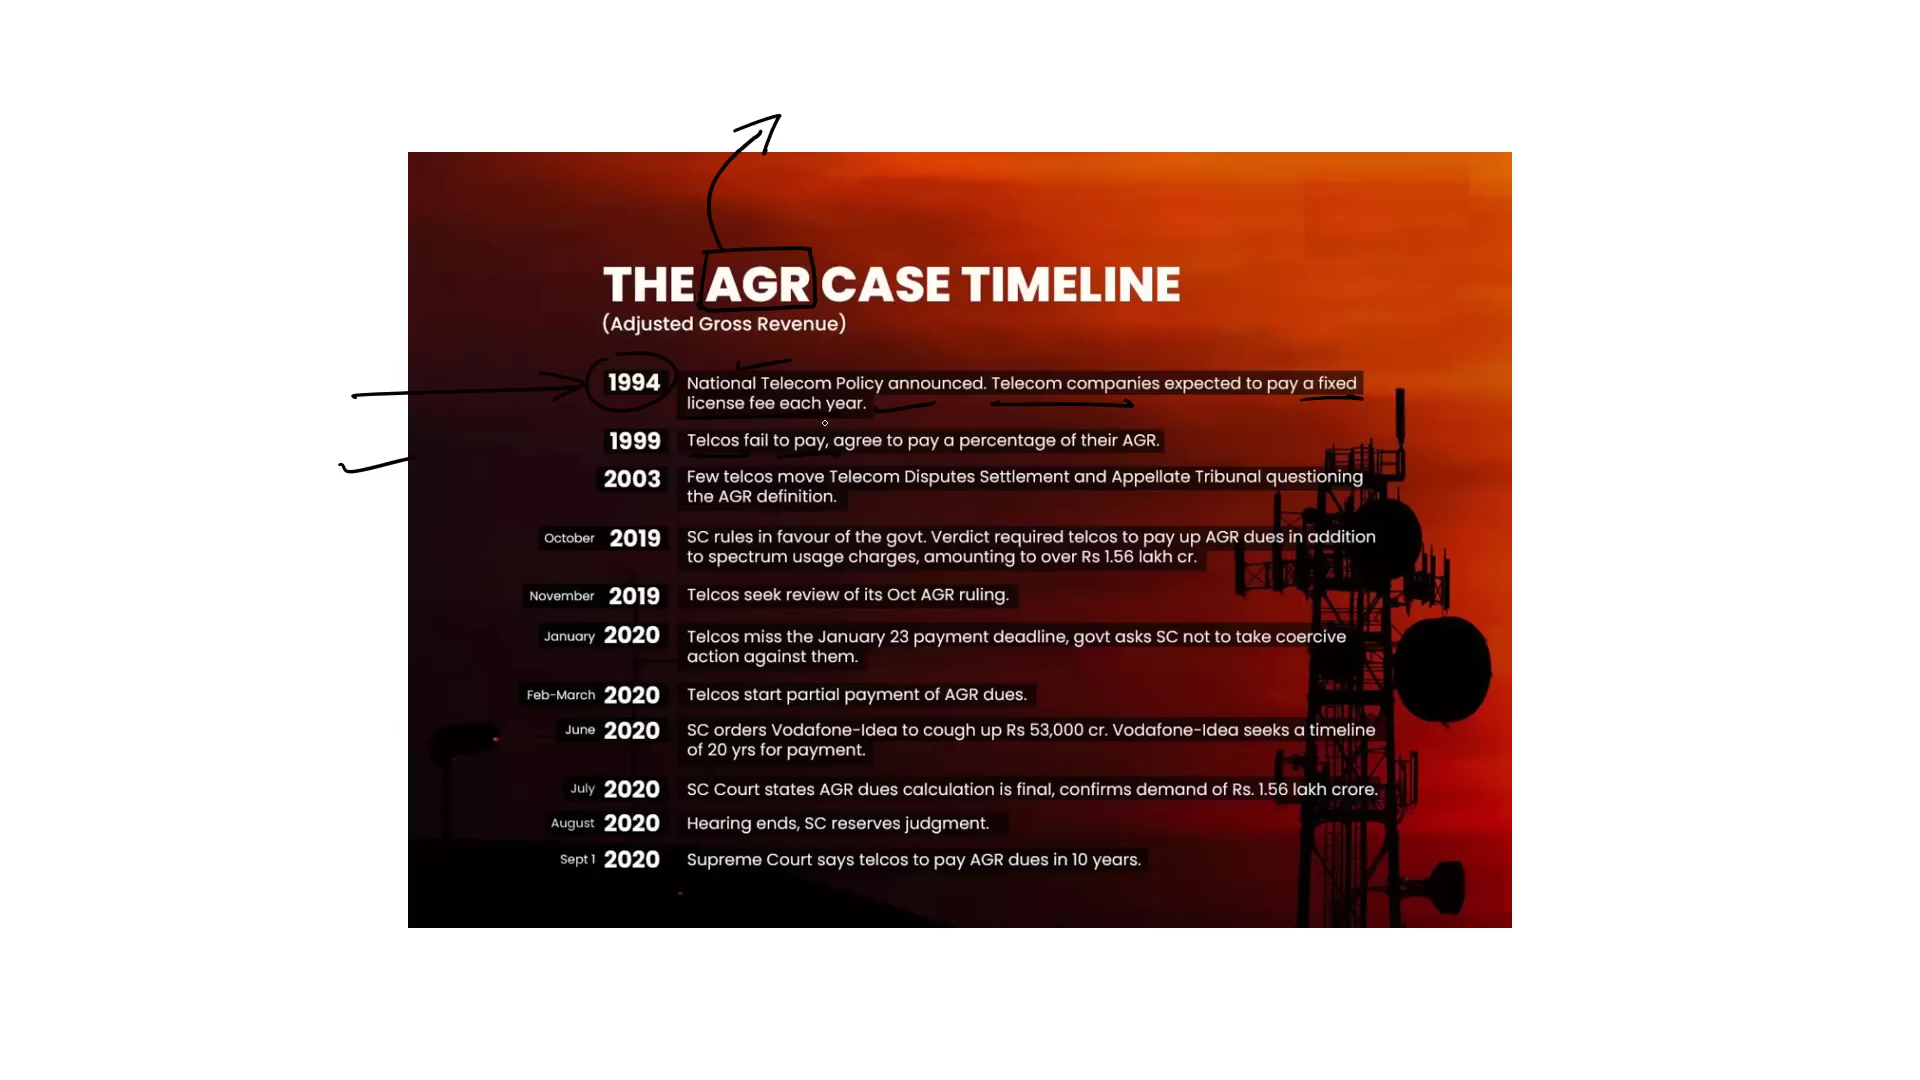 THE AGR CASE TIMELINE
(Adjusted Gross Revenue)
1994 National Telecom Policy announced. Telecom companies expected to pay a fixed
license fee each year.
1999 Telcos fail to pay, agree to pay a percentage of their AGR.
2003 Few telcos move Telecom Disputes Settlement and Appellate Tribunal questioning
the AGR definition.
October 2019 SC rules in favour of the govt. Verdict required telcos to pay up AGR dues in addition
to spectrum usage charges, amounting to over Rs 1.56 lakh cr.
November 2019 Telcos seek review of its Oct AGR ruling.
January 2020 Telcos miss the January 23 payment deadline, govt asks SC not to take coercive
action against them.
Feb-March 2020 Telcos start partial payment of AGR dues.
June 2020 SC orders Vodafone-Idea to cough up Rs 53,000 cr. Vodafone-Idea seeks a timeline
of 20 yrs for payment.
July 2020 SC Court states AGR dues calculation is final, confirms demand of Rs. 1.56 lakh crore.
August 2020 Hearing ends, SC reserves judgment.
Sept 1 2020 Supreme Court says telcos to pay AGR dues in 10 years.